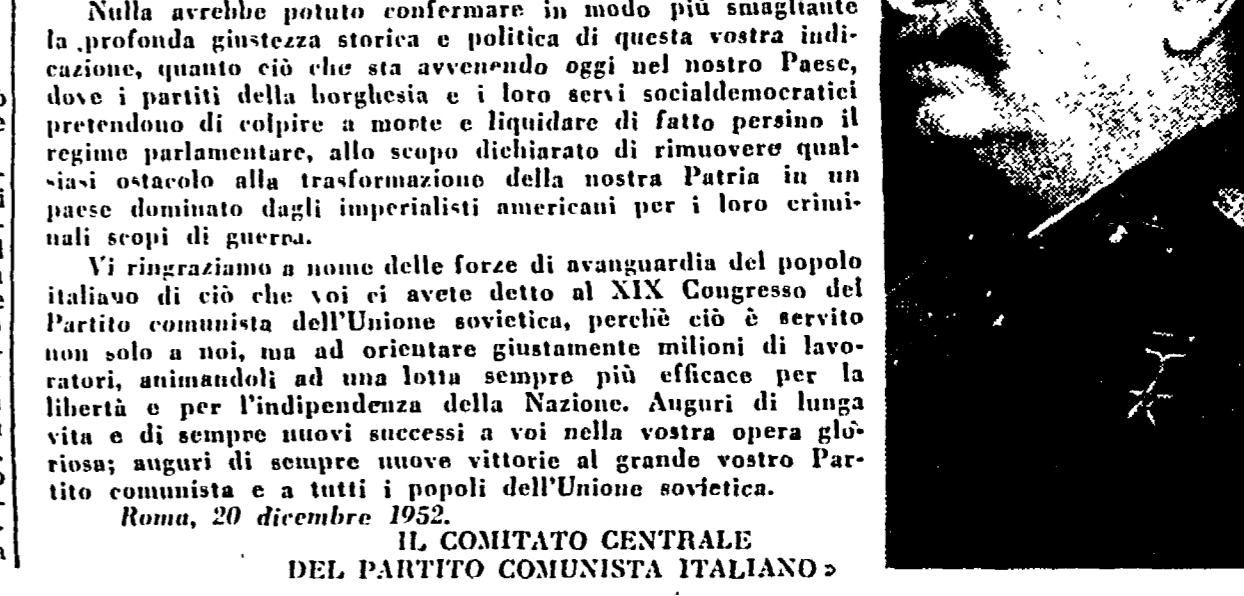 Nulla avrebbe potuto confermare in modo più smagliante
la profonda giustezza storica e politica di questa vostra indi-
cazione, quanto ciò che sta avvenendo oggi nel nostro Paese,
dove i partiti della borghesia e i loro servi socialdemocratici
pretendono di colpire a morte e liquidare di fatto persino il
regime parlamentare, allo scopo dichiarato di rimuovere qual-
siasi ostacolo alla trasformazione della nostra Patria in un
paese dominato dagli imperialisti americani per i loro crimi-
nali scopi di guerra.
Vi ringraziamo a nome delle forze di avanguardia del popolo
italiano di ciò che voi ci avete detto al XIX Congresso del
Partito comunista dell'Unione sovietica, perchè ciò è servito
non solo a noi, ma ad orientare giustamente milioni di lavo-
ratori, animandoli ad una lotta sempre più efficace per la
libertà e per l'indipendenza della Nazione. Auguri di lunga
vita e di sempre nuovi successi a voi nella vostra opera glo-
riosa; auguri di sempre nuove vittorie al grande vostro Par-
tito comunista e a tutti i popoli dell'Unione sovietica.
Roma, 20 dicembre 1952.
IL COMITATO CENTRALE
DEL PARTITO COMUNISTA ITALIANO»